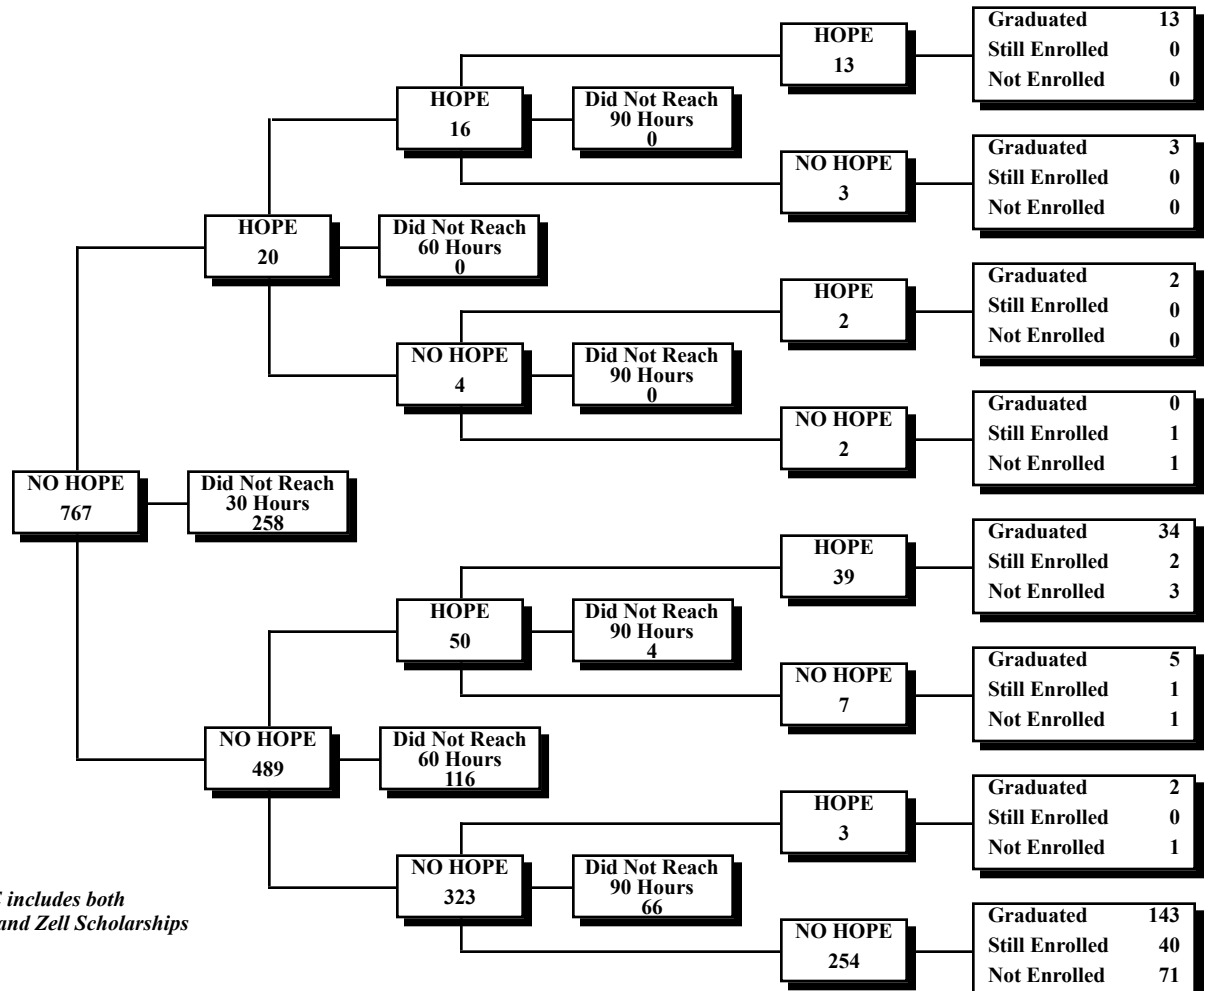 Graduated 13
HOPE
Still Enrolled 0
13
Not Enrolled 0
HOPE
16
Did Not Reach
90 Hours
0
Graduated 3
NO HOPE
Still Enrolled 0
3
Not Enrolled 0
HOPE
20
Did Not Reach
60 Hours
0
Graduated 2
HOPE
Still Enrolled 0
2
Not Enrolled 0
NO HOPE
4
Did Not Reach
90 Hours
0
Graduated 0
NO HOPE
Still Enrolled 1
2
Not Enrolled 1
NO HOPE
767
Did Not Reach
30 Hours
258
Graduated 34
HOPE
Still Enrolled 2
39
Not Enrolled 3
HOPE
50
Did Not Reach
90 Hours
4
Graduated 5
NO HOPE
Still Enrolled 1
7
Not Enrolled 1
NO HOPE
489
Did Not Reach
60 Hours
116
Graduated 2
HOPE
Still Enrolled 0
3
Not Enrolled 1
NO HOPE
323
Did Not Reach
90 Hours
66
includes both
and Zell Scholarships
Graduated 143
NO HOPE
Still Enrolled 40
254
Not Enrolled 71